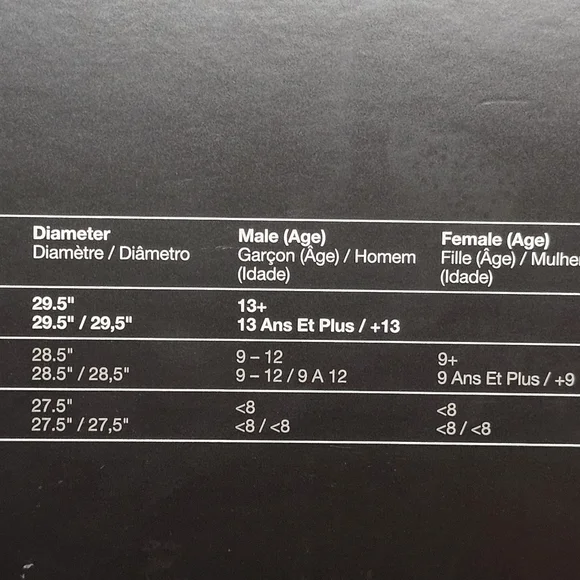 Diameter Male (Age) Female (Age)
Diamètre / Diâmetro Garçon (Âge) / Homem Fille (Âge) / Mulher
(Idade) (Idade)
29.5" 13+
29.5" / 29,5" 13 Ans Et Plus / +13
28.5" 9 – 12 9+
28.5" / 28,5" 9 – 12 / 9 A 12 9 Ans Et Plus / +9
27.5" <8 <8
27.5" / 27,5" <8 / <8 <8 / <8